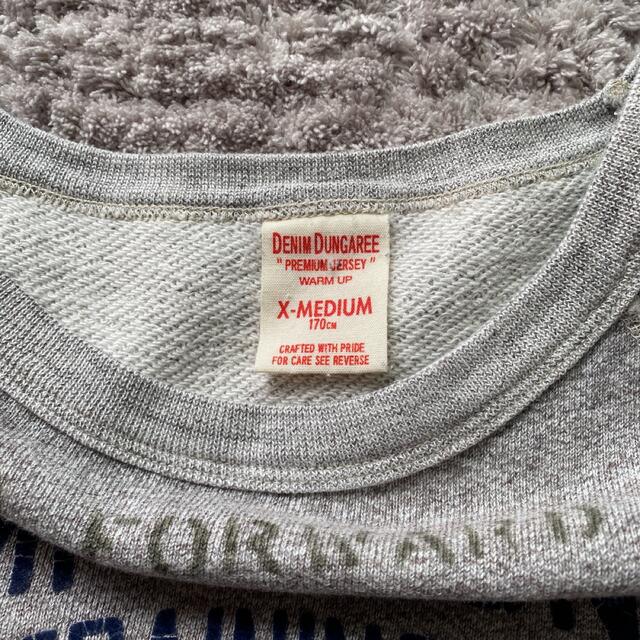 DENIM DUNGAREE
"PREMIUM JERSEY"
WARM UP
X-MEDIUM
170CM
CRAFTED WITH PRIDE
FOR CARE SEE REVERSE
FORWARD